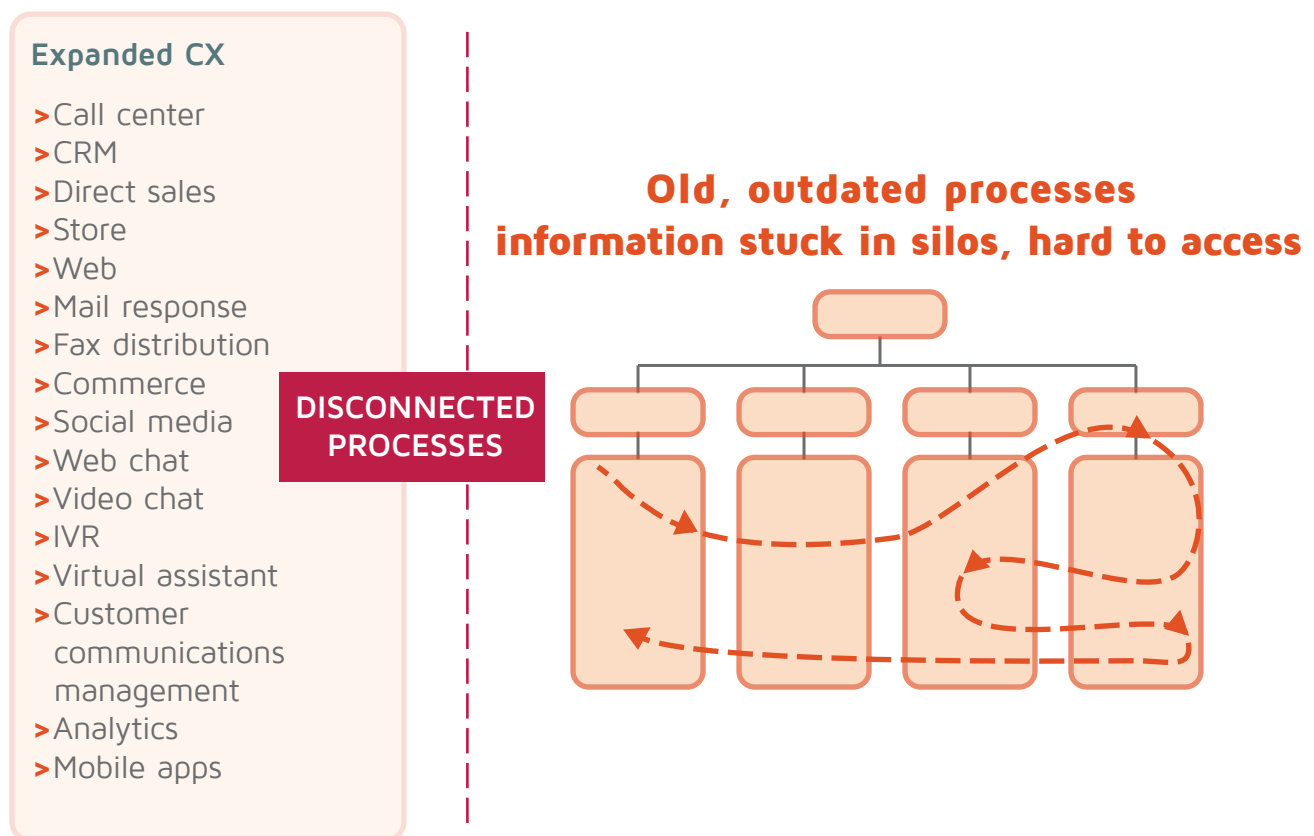 Expanded CX
>Call center
>CRM
>Direct sales
>Store
>Web
>Mail response
>Fax distribution
>Commerce
>Social media
>Web chat
>Video chat
>IVR
>Virtual assistant
>Customer
communications
management
>Analytics
>Mobile apps
DISCONNECTED
PROCESSES
Old, outdated processes
information stuck in silos, hard to access